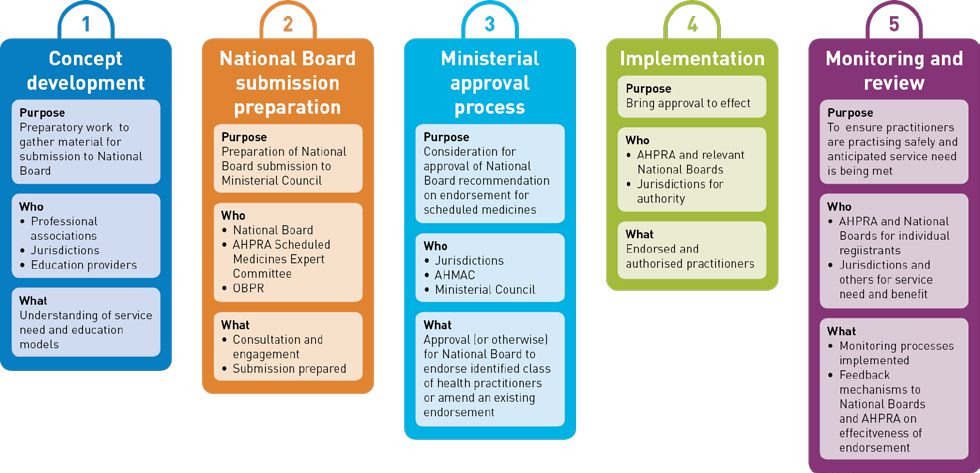 1
Concept
development
Purpose
Preparatory work to
gather material for
submission to National
Board
Who
• Professional
associations
• Jurisdictions
• Education providers
What
Understanding of service
need and education
models
2
National Board
submission
preparation
Purpose
Preparation of National
Board submission to
Ministerial Council
Who
• National Board
• AHPRA Scheduled
Medicines Expert
Committee
• OBPR
What
• Consultation and
engagement
• Submission prepared
3
Ministerial
approval
process
Purpose
Consideration for
approval of National
Board recommendation
on endorsement for
scheduled medicines
Who
• Jurisdictions
• AHMAC
• Ministerial Council
What
Approval (or otherwise)
for National Board to
endorse identified class
of health practitioners
or amend an existing
endorsement
4
Implementation
Purpose
Bring approval to effect
Who
• AHPRA and relevant
National Boards
• Jurisdictions for
authority
What
Endorsed and
authorised practitioners
5
Monitoring and
review
Purpose
To ensure practitioners
are practising safely and
anticipated service need
is being met
Who
• AHPRA and National
Boards for individual
regiistrants
• Jurisdictions and
others for service
need and benefit
What
• Monitoring processes
implemented
• Feedback
mechanisms to
National Boards
and AHPRA on
effecitveness of
endorsement